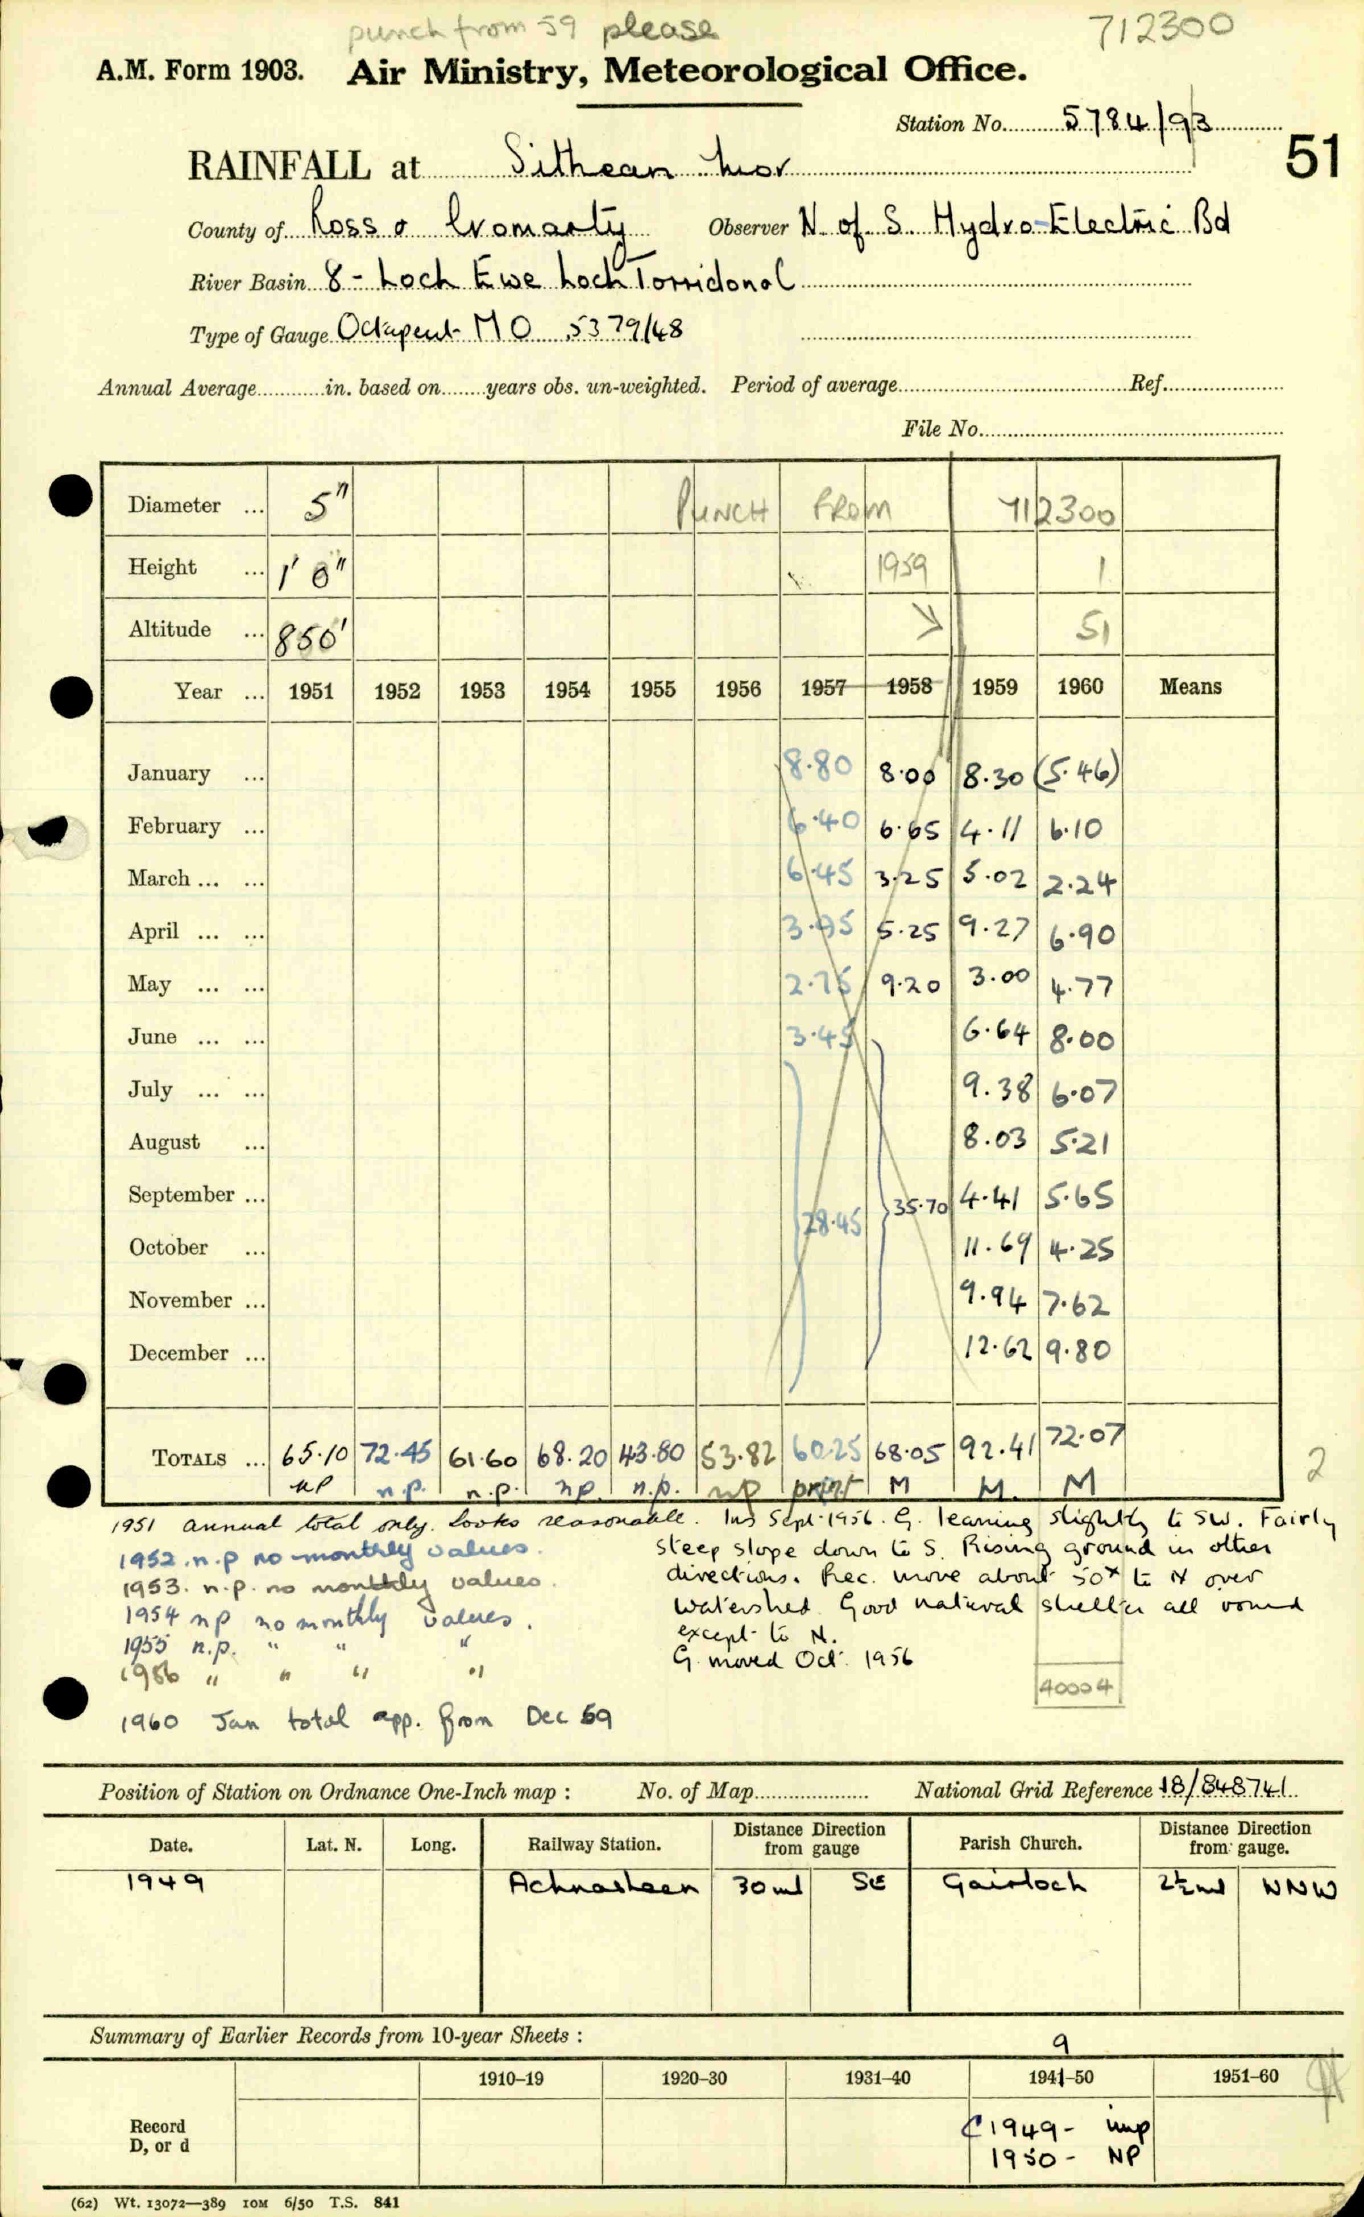 punch from 59 please 712300
A.M. Form 1903. Air Ministry, Meteorological Office.
Station No. 5784/93
51
RAINFALL at Sithean Mor
County of Ross & Cromarty Observer N. of S. Hydro-Electric Bd
River Basin 8 - Loch Ewe Loch Torridonal
Type of Gauge Octapent MO 5379/48
Annual Average in. based on years obs. un-weighted. Period of average Ref.
File No.
Diameter ... 5" PUNCH FROM 712300
Height ... 1' 0" 1959 1
Altitude ... 850' 51
Year ... 1951 1952 1953 1954 1955 1956 1957 1958 1959 1960 Means
January ... 8.80 8.00 8.30 (5.46)
February ... 6.40 6.65 4.11 6.10
March ... ... 6.45 3.25 5.02 2.24
April ... ... 3.95 5.25 9.27 6.90
May ... ... 2.75 9.20 3.00 4.77
June ... ... 3.45 6.64 8.00
July ... ... 9.38 6.07
August ... 8.03 5.21
September ... 28.45 35.70 4.41 5.65
October ... 11.69 4.25
November ... 9.94 7.62
December ... 12.62 9.80
TOTALS ... 65.10 72.45 61.60 68.20 43.80 53.82 60.25 68.05 92.41 72.07
np n.p. n.p. np. n.p. np print M M. M
2
1951 annual total only. Looks reasonable.
1952. n.p no monthly values.
1953. n.p. no monthly values.
1954 np no monthly values.
1955 n.p. " " "
1956 " " " "
1960 Jan total app. from Dec 59
Ins Sept. 1956. G. leaning slightly to SW. Fairly
steep slope down to S. Rising ground in other
directions. Rec. move about 50x to N over
watershed. Good natural shelter all round
except to N.
G. moved Oct. 1956
40004
Position of Station on Ordnance One-Inch map : No. of Map National Grid Reference 18/848741
Date. Lat. N. Long. Railway Station. Distance Direction from gauge Parish Church. Distance Direction from gauge.
1949 Achnasheen 30ml SE Gairloch 2½ml WNW
Summary of Earlier Records from 10-year Sheets :
9
1910-19 1920-30 1931-40 1941-50 1951-60
Record
D, or d
C 1949 - imp
1950 - NP
(62) Wt. 13072—389 10M 6/50 T.S. 841